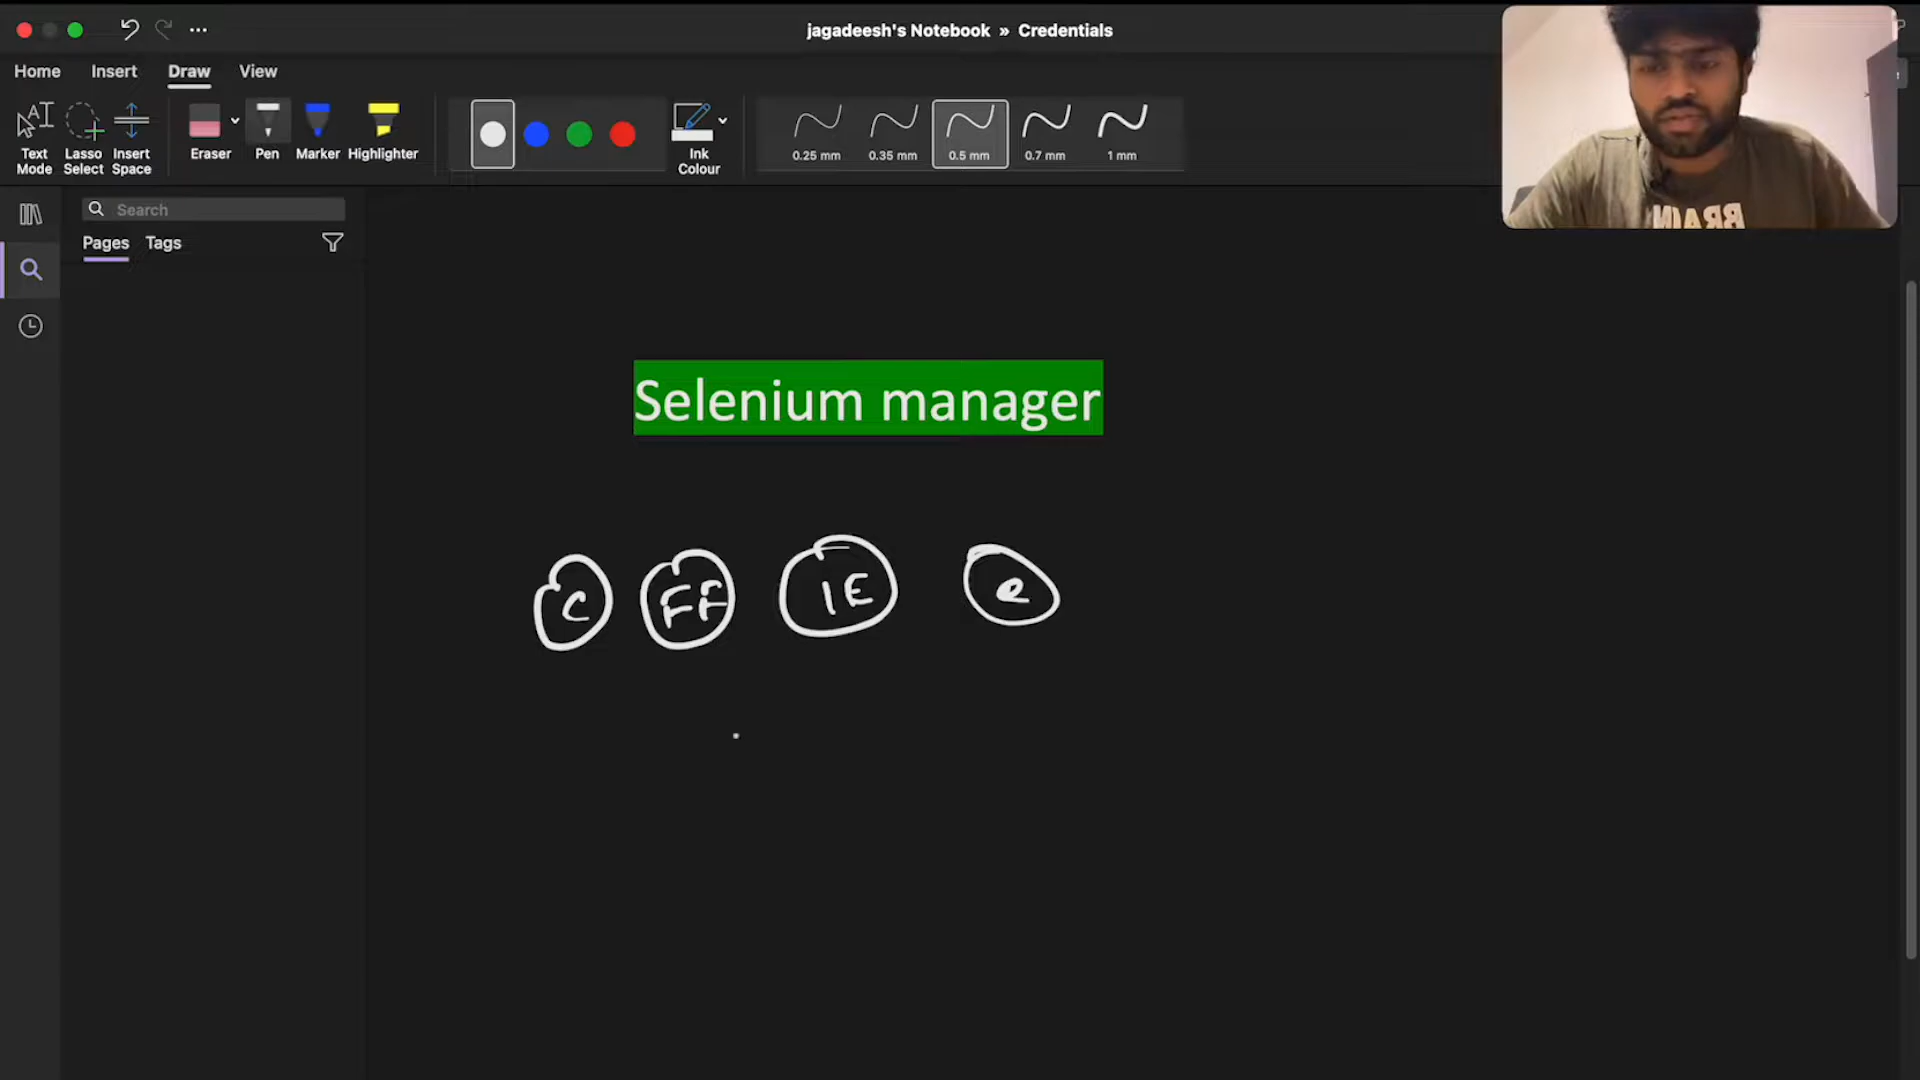 jagadeesh's Notebook » Credentials
Home Insert Draw View
Text Mode
Lasso Select
Insert Space
Eraser
Pen
Marker
Highlighter
Ink Colour
0.25 mm
0.35 mm
0.5 mm
0.7 mm
1 mm
Search
Pages Tags
BRAIN
Selenium manager
C FF IE e